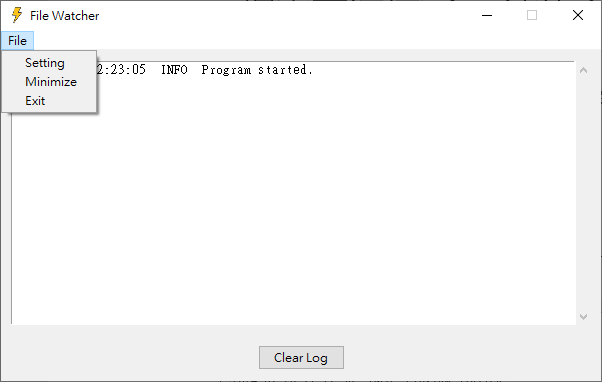 File Watcher
File
Setting
Minimize
Exit
2:23:05 INFO Program started.
Clear Log